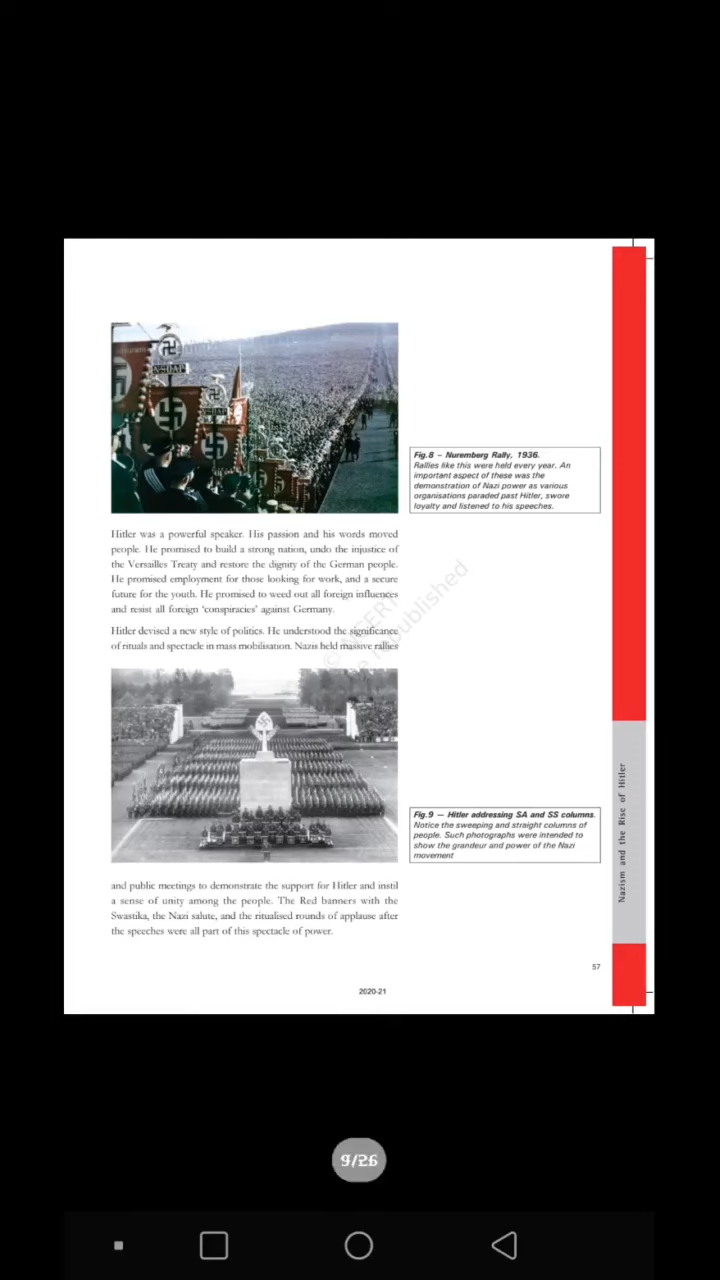 NSDAP
NSDAP
Fig.8 – Nuremberg Rally, 1936.
Rallies like this were held every year. An
important aspect of these was the
demonstration of Nazi power as various
organisations paraded past Hitler, swore
loyalty and listened to his speeches.
Hitler was a powerful speaker. His passion and his words moved
people. He promised to build a strong nation, undo the injustice of
the Versailles Treaty and restore the dignity of the German people.
He promised employment for those looking for work, and a secure
future for the youth. He promised to weed out all foreign influences
and resist all foreign ‘conspiracies’ against Germany.
Hitler devised a new style of politics. He understood the significance
of rituals and spectacle in mass mobilisation. Nazis held massive rallies
Fig.9 — Hitler addressing SA and SS columns.
Notice the sweeping and straight columns of
people. Such photographs were intended to
show the grandeur and power of the Nazi
movement
and public meetings to demonstrate the support for Hitler and instil
a sense of unity among the people. The Red banners with the
Swastika, the Nazi salute, and the ritualised rounds of applause after
the speeches were all part of this spectacle of power.
Nazism and the Rise of Hitler
57
2020-21
© NCERT
republished
9/26